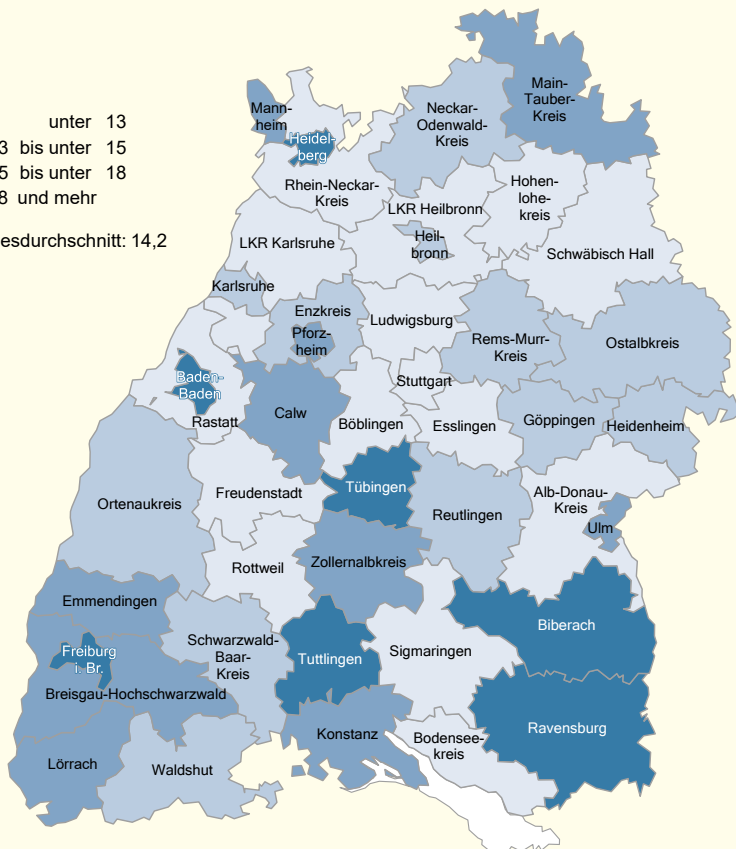 unter 13
3 bis unter 15
5 bis unter 18
8 und mehr
esdurchschnitt: 14,2
Main-
Tauber-
Kreis
Mann-
heim
Neckar-
Odenwald-
Kreis
Heidel-
berg
Rhein-Neckar-
Kreis
Hohen-
lohe-
kreis
LKR Heilbronn
Heil-
bronn
LKR Karlsruhe
Schwäbisch Hall
Karlsruhe
Enzkreis
Pforz-
heim
Ludwigsburg
Rems-Murr-
Kreis
Ostalbkreis
Baden-
Baden
Stuttgart
Calw
Rastatt
Böblingen
Esslingen
Göppingen
Heidenheim
Ortenaukreis
Freudenstadt
Tübingen
Reutlingen
Alb-Donau-
Kreis
Ulm
Rottweil
Zollernalbkreis
Emmendingen
Biberach
Freiburg
i. Br.
Schwarzwald-
Baar-
Kreis
Tuttlingen
Sigmaringen
Breisgau-Hochschwarzwald
Konstanz
Bodensee-
kreis
Ravensburg
Lörrach
Waldshut